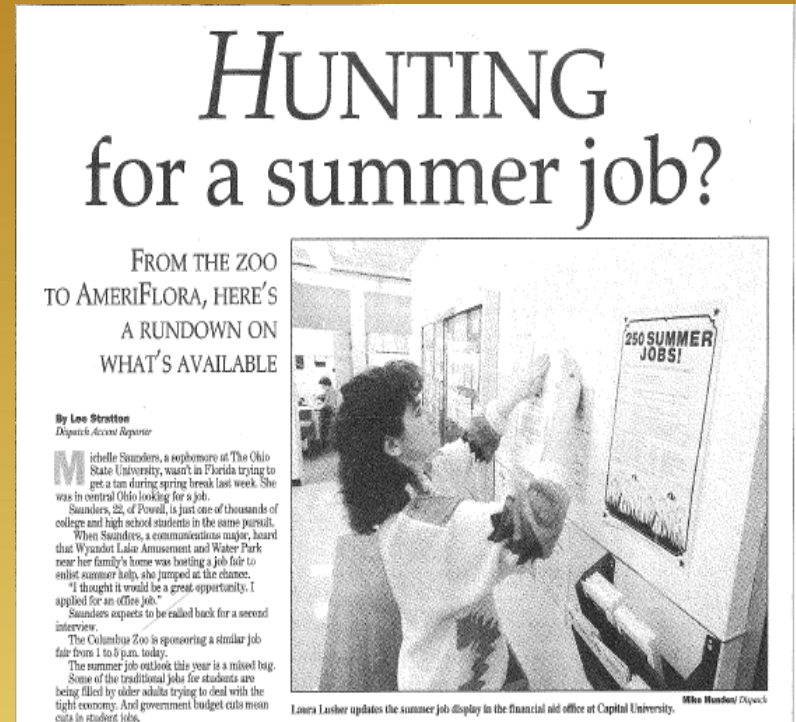 HUNTING
for a summer job?
FROM THE ZOO
TO AMERIFLORA, HERE'S
A RUNDOWN ON
WHAT'S AVAILABLE
By Lee Stratton
Dispatch Accent Reporter
Michelle Saunders, a sophomore at The Ohio
State University, wasn't in Florida trying to
get a tan during spring break last week. She
was in central Ohio looking for a job.
Saunders, 22, of Powell, is just one of thousands of
college and high school students in the same pursuit.
When Saunders, a communications major, heard
that Wyandot Lake Amusement and Water Park
near her family's home was hosting a job fair to
enlist summer help, she jumped at the chance.
"I thought it would be a great opportunity. I
applied for an office job."
Saunders expects to be called back for a second
interview.
The Columbus Zoo is sponsoring a similar job
fair from 1 to 5 p.m. today.
The summer job outlook this year is a mixed bag.
Some of the traditional jobs for students are
being filled by older adults trying to deal with the
tight economy. And government budget cuts mean
cuts in student jobs.
250 SUMMER
JOBS!
Mike Munden/ Dispatch
Laura Lusher updates the summer job display in the financial aid office at Capital University.